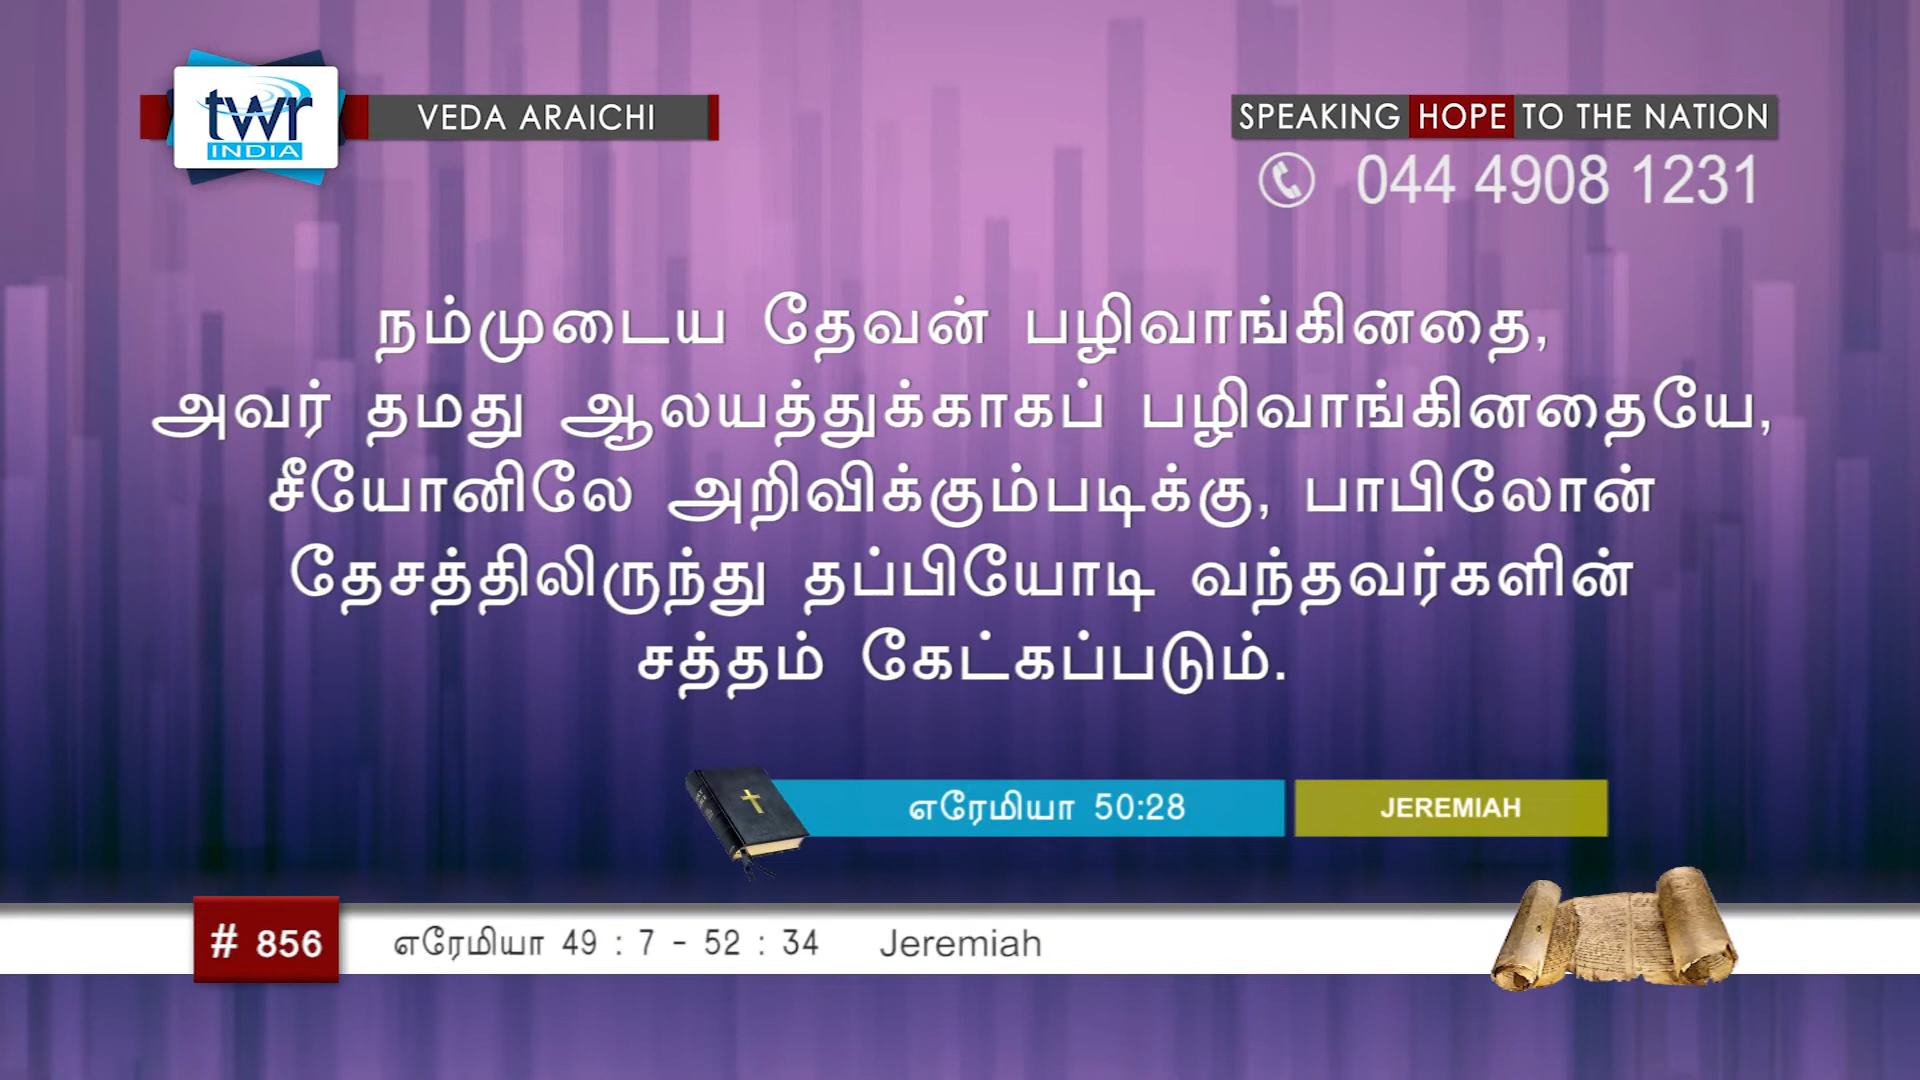 twr
INDIA
VEDA ARAICHI
SPEAKING HOPE TO THE NATION
044 4908 1231
நம்முடைய தேவன் பழிவாங்கினதை,
அவர் தமது ஆலயத்துக்காகப் பழிவாங்கினதையே,
சீயோனிலே அறிவிக்கும்படிக்கு, பாபிலோன்
தேசத்திலிருந்து தப்பியோடி வந்தவர்களின்
சத்தம் கேட்கப்படும்.
எரேமியா 50:28
JEREMIAH
# 856
எரேமியா 49 : 7 - 52 : 34 Jeremiah